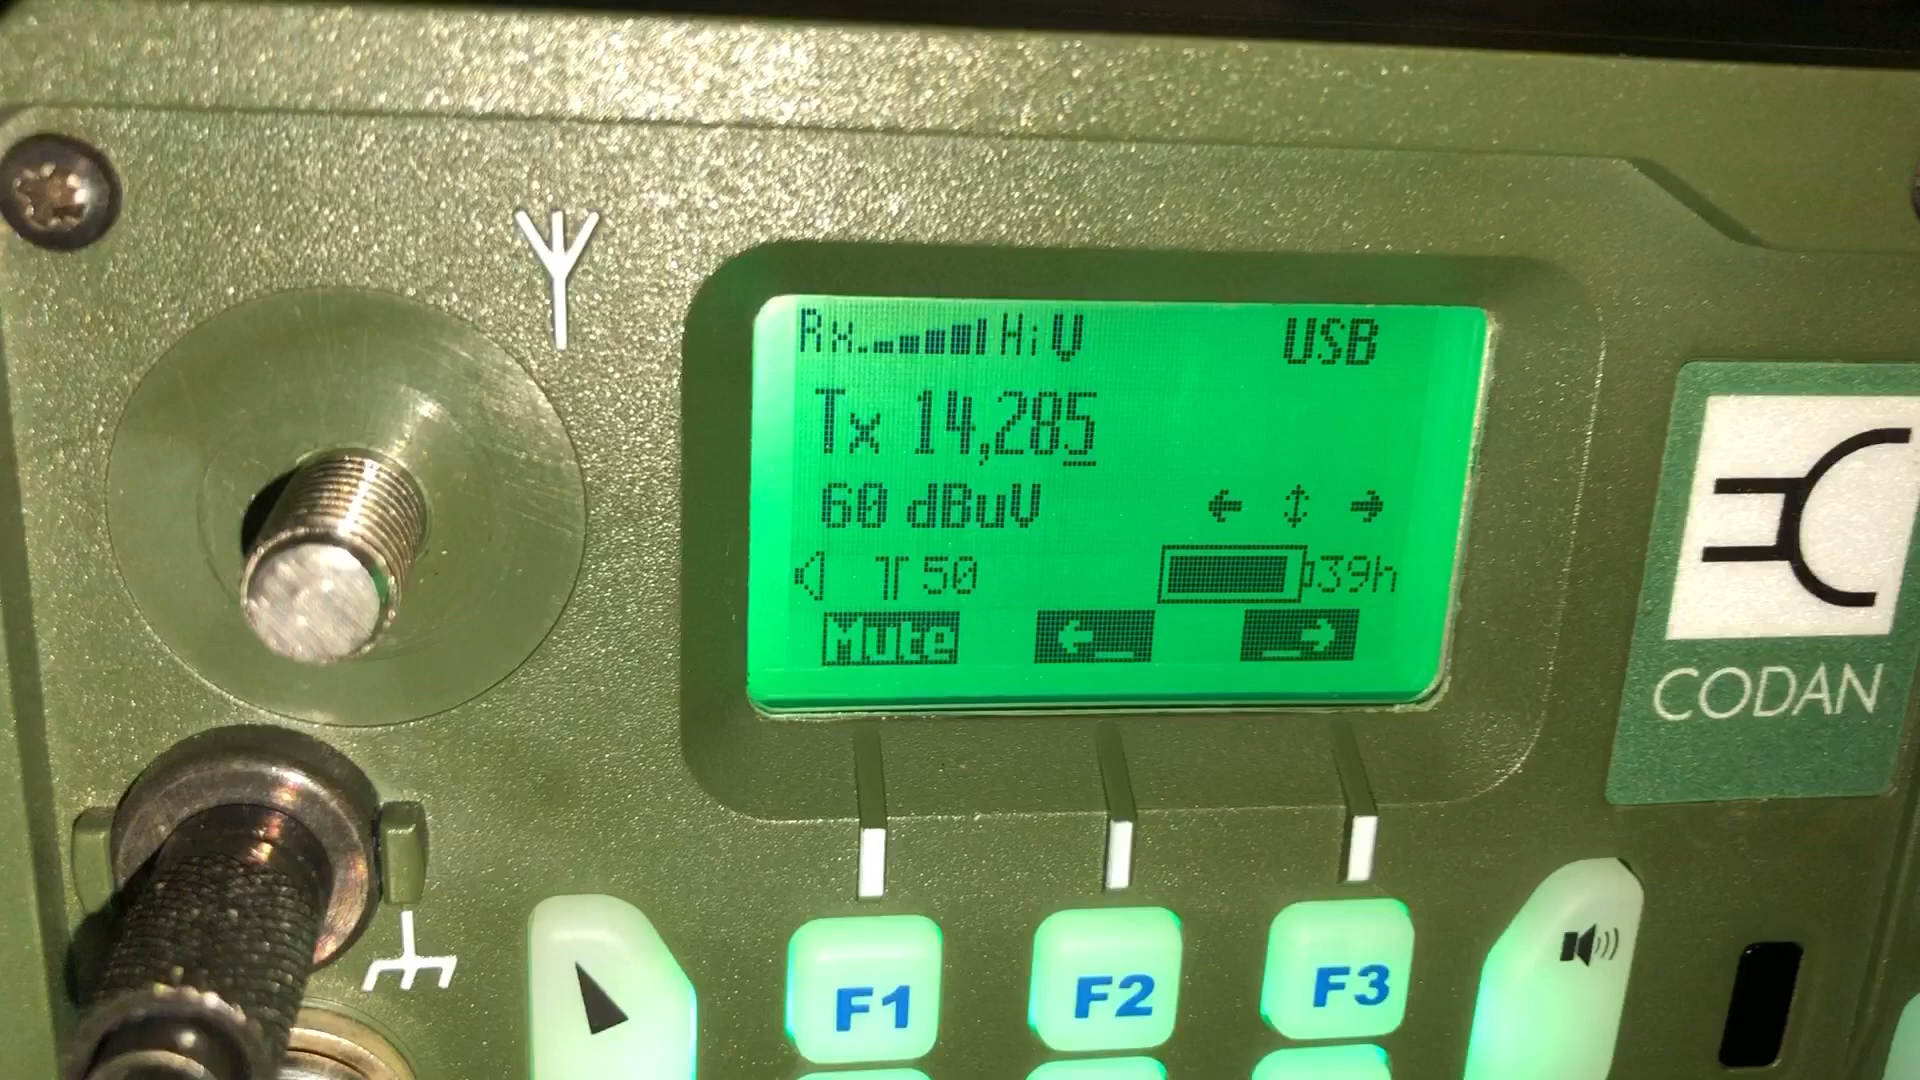 Rx HiV USB
Tx 14,285
60 dBuV ← ↕ →
T 50 39h
Mute ← →
CODAN
F1 F2 F3